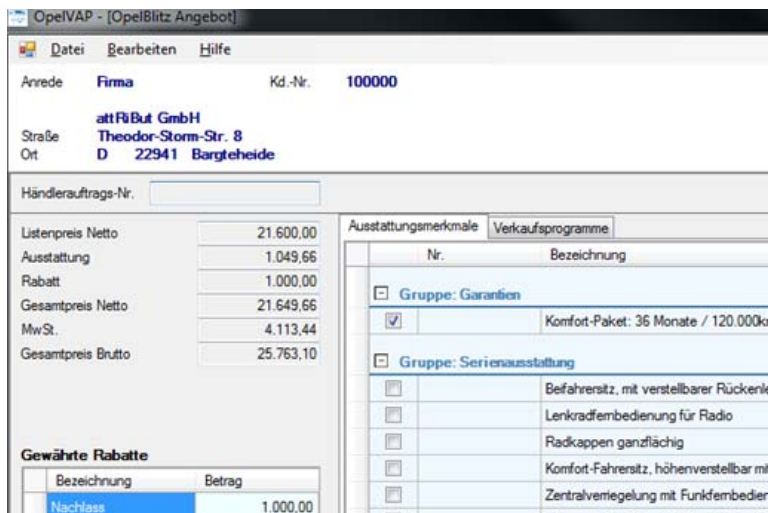 OpelVAP - [OpelBlitz Angebot]
Datei Bearbeiten Hilfe
Anrede Firma Kd.-Nr. 100000
attRiBut GmbH
Straße Theodor-Storm-Str. 8
Ort D 22941 Bargteheide
Händlerauftrags-Nr.
Listenpreis Netto 21.600,00
Ausstattung 1.049,66
Rabatt 1.000,00
Gesamtpreis Netto 21.649,66
MwSt. 4.113,44
Gesamtpreis Brutto 25.763,10
Gewährte Rabatte
Bezeichnung Betrag
Nachlass 1.000,00
Ausstattungsmerkmale Verkaufsprogramme
Nr. Bezeichnung
Gruppe: Garantien
Komfort-Paket: 36 Monate / 120.000k
Gruppe: Serienausstattung
Beifahrersitz, mit verstellbarer Rückenle
Lenkradfernbedienung für Radio
Radkappen ganzflächig
Komfort-Fahrersitz, höhenverstellbar mi
Zentralverriegelung mit Funkfernbedien